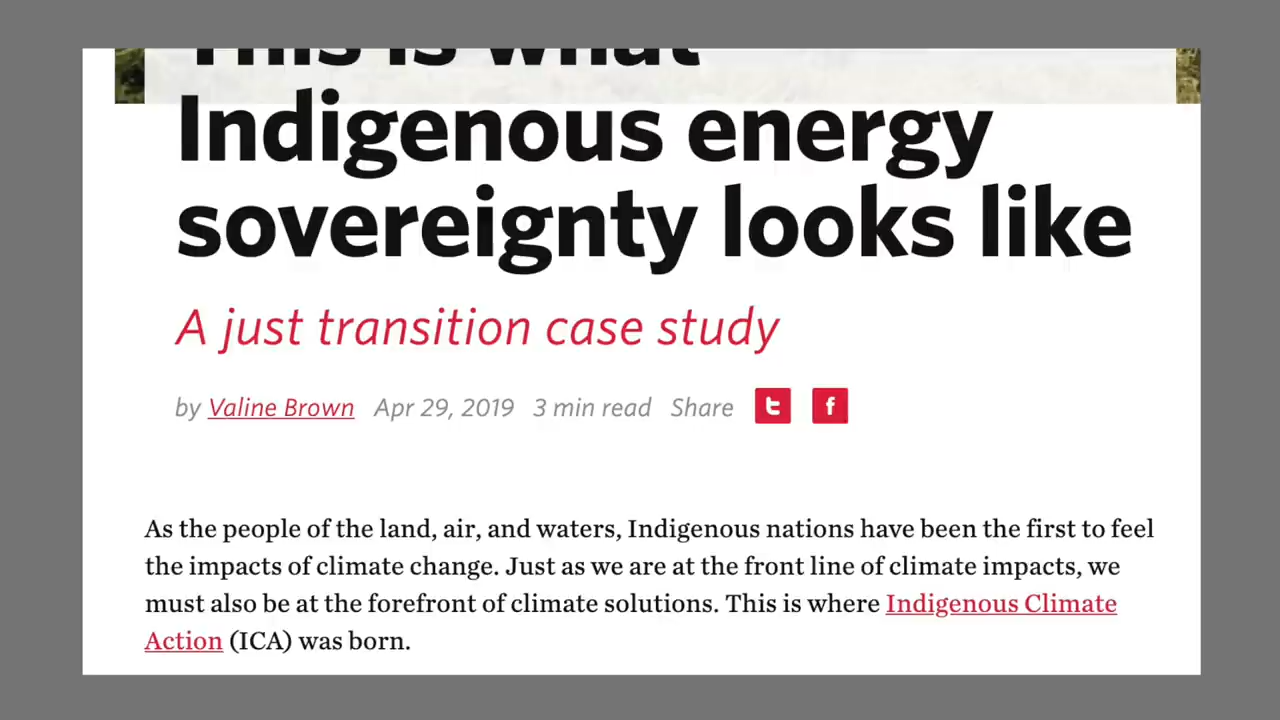 This is what
Indigenous energy
sovereignty looks like
A just transition case study
by Valine Brown Apr 29, 2019 3 min read Share t f
As the people of the land, air, and waters, Indigenous nations have been the first to feel
the impacts of climate change. Just as we are at the front line of climate impacts, we
must also be at the forefront of climate solutions. This is where Indigenous Climate
Action (ICA) was born.